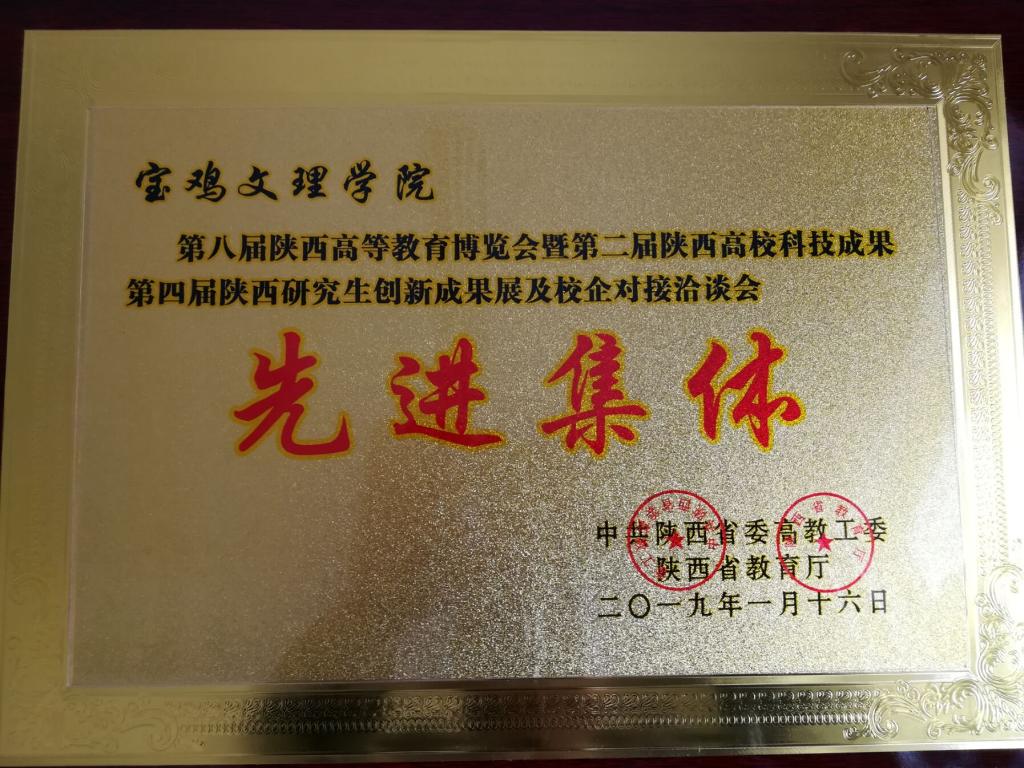 宝鸡文理学院
第八届陕西高等教育博览会暨第二届陕西高校科技成果
第四届陕西研究生创新成果展及校企对接洽谈会
先进集体
中共陕西省委高教工委
陕西省教育厅
二〇一九年一月十六日